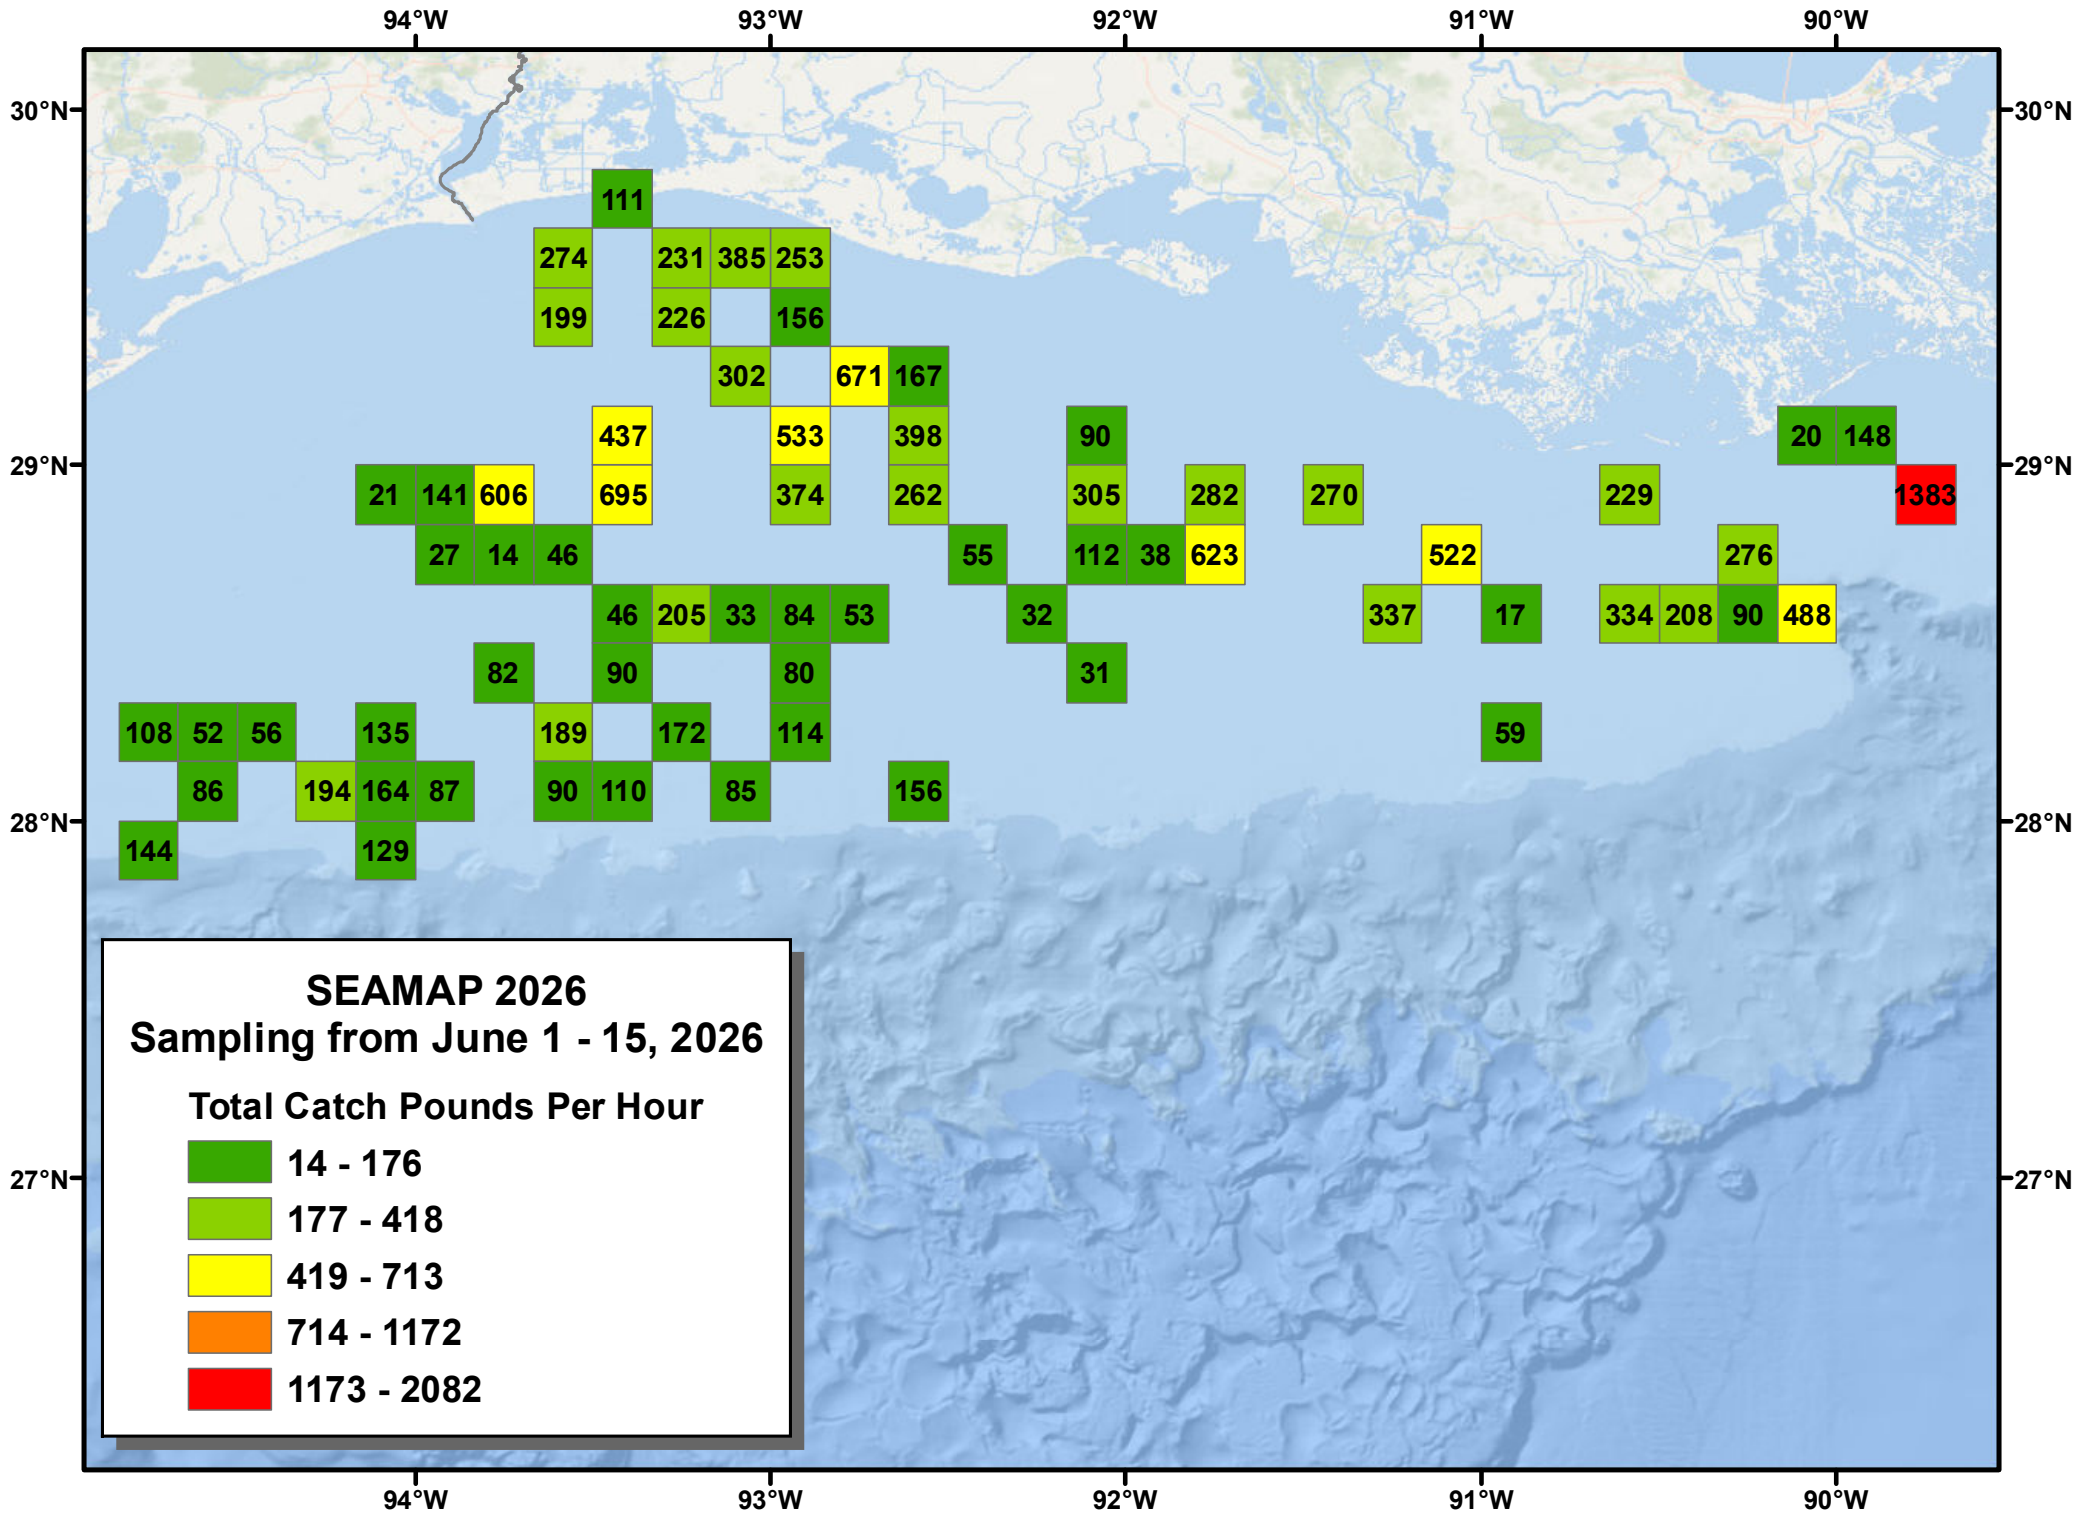 94°W 93°W 92°W 91°W 90°W
30°N 30°N
111
274 231 385 253
199 226 156
302 671 167
437 533 398 90 20 148
29°N 29°N
21 141 606 695 374 262 305 282 270 229 1383
27 14 46 55 112 38 623 522 276
46 205 33 84 53 32 337 17 334 208 90 488
82 90 80 31
108 52 56 135 189 172 114 59
86 194 164 87 90 110 85 156
28°N 28°N
144 129
SEAMAP 2026
Sampling from June 1 - 15, 2026
Total Catch Pounds Per Hour
14 - 176
27°N 27°N
177 - 418
419 - 713
714 - 1172
1173 - 2082
94°W 93°W 92°W 91°W 90°W